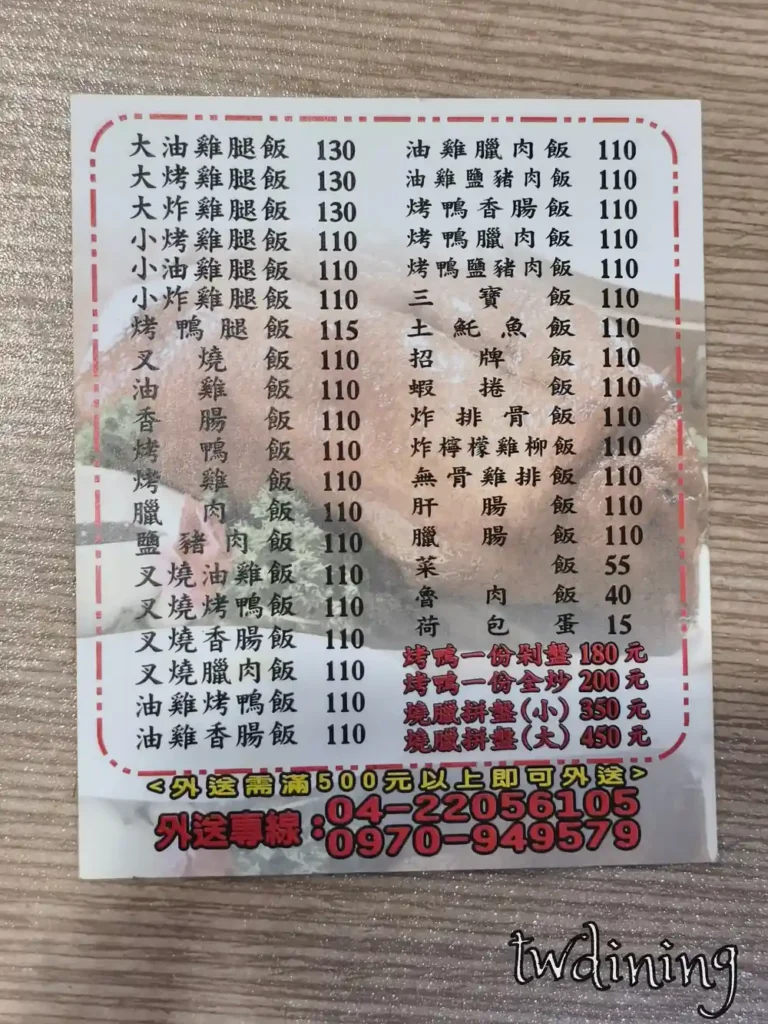 大油雞腿飯 130
大烤雞腿飯 130
大炸雞腿飯 130
小烤雞腿飯 110
小油雞腿飯 110
小炸雞腿飯 110
烤鴨腿飯 115
叉燒飯 110
油雞飯 110
香腸飯 110
烤鴨飯 110
烤雞飯 110
臘肉飯 110
鹽豬肉飯 110
叉燒油雞飯 110
叉燒烤鴨飯 110
叉燒香腸飯 110
叉燒臘肉飯 110
油雞烤鴨飯 110
油雞香腸飯 110
油雞臘肉飯 110
油雞鹽豬肉飯 110
烤鴨香腸飯 110
烤鴨臘肉飯 110
烤鴨鹽豬肉飯 110
三寶飯 110
土魠魚飯 110
招牌飯 110
蝦捲飯 110
炸排骨飯 110
炸檸檬雞柳飯 110
無骨雞排飯 110
肝腸飯 110
臘腸飯 110
菜飯 55
魯肉飯 40
荷包蛋 15
烤鴨一份剁盤 180元
烤鴨一份全炒 200元
燒臘拼盤(小) 350元
燒臘拼盤(大) 450元
<外送需滿500元以上即可外送>
外送專線：04-22056105
0970-949579
twdining